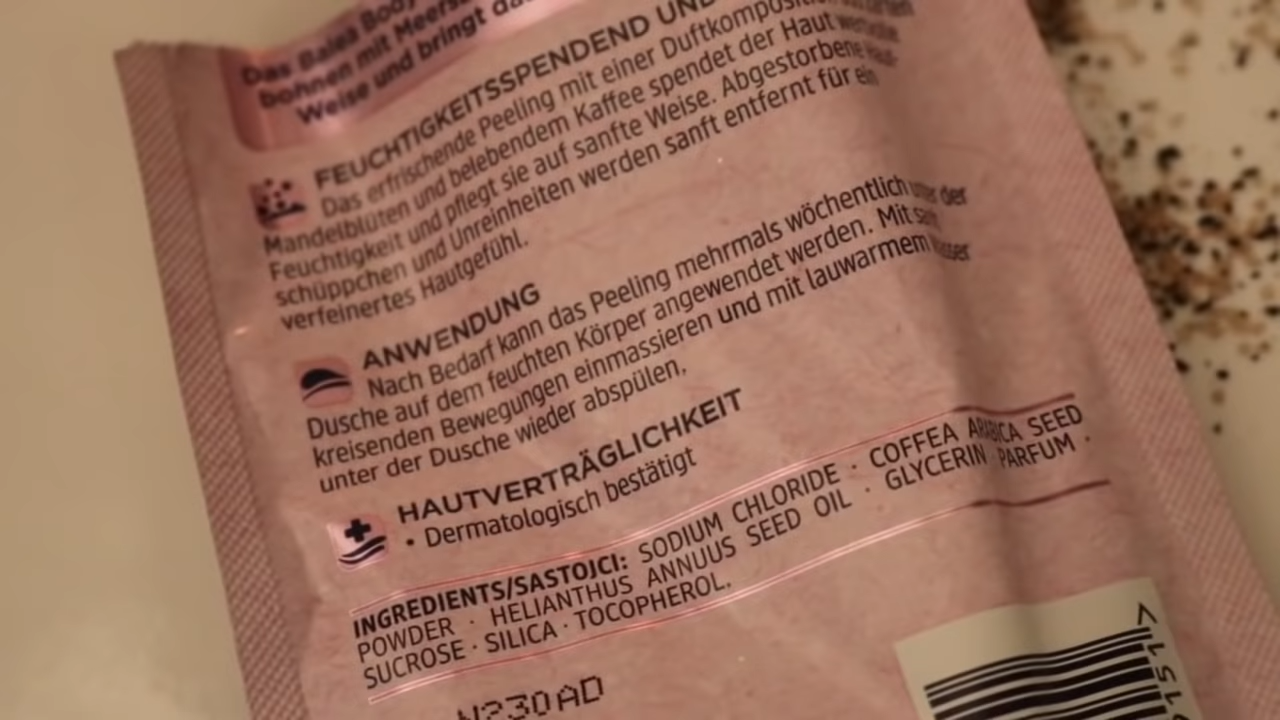 Das Balea Body
bohnen mit Meersa
Weise und bringt da
FEUCHTIGKEITSSPENDEND UND
Das erfrischende Peeling mit einer Duftkomposition
Mandelblüten und belebendem Kaffee spendet der Haut
Feuchtigkeit und pflegt sie auf sanfte Weise. Abgestorbene
schüppchen und Unreinheiten werden sanft entfernt für ein
verfeinertes Hautgefühl.
ANWENDUNG
Nach Bedarf kann das Peeling mehrmals wöchentlich unter der
Dusche auf dem feuchten Körper angewendet werden. Mit
kreisenden Bewegungen einmassieren und mit lauwarmem
unter der Dusche wieder abspülen.
HAUTVERTRÄGLICHKEIT
• Dermatologisch bestätigt
INGREDIENTS/SASTOJCI: SODIUM CHLORIDE · COFFEA ARABICA SEED
POWDER · HELIANTHUS ANNUUS SEED OIL · GLYCERIN · PARFUM ·
SUCROSE · SILICA · TOCOPHEROL.
N230AD